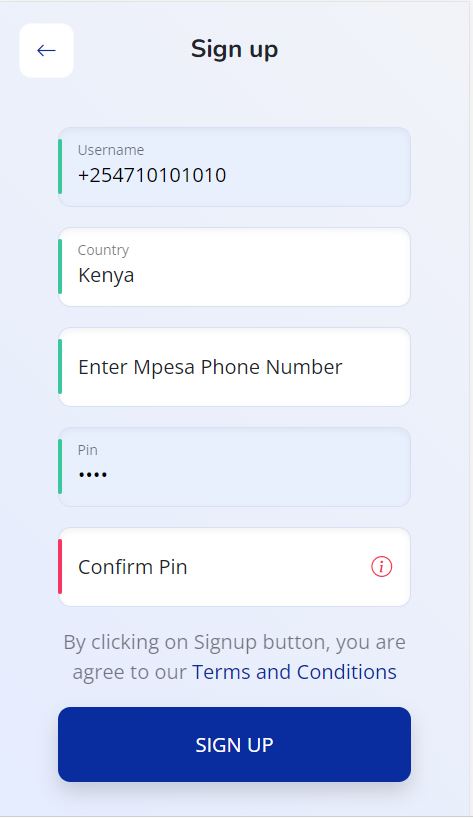 Sign up
Username
+254710101010
Country
Kenya
Enter Mpesa Phone Number
Pin
••••
Confirm Pin
By clicking on Signup button, you are
agree to our Terms and Conditions
SIGN UP